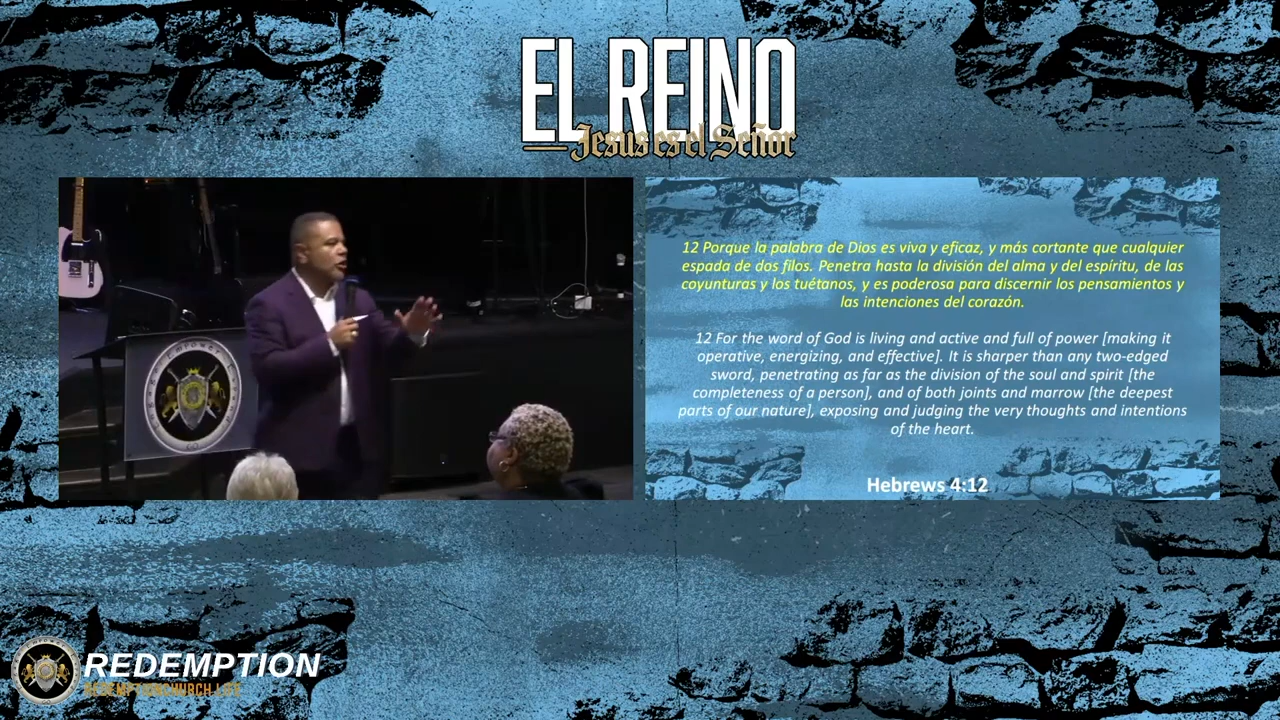 EL REINO
Jesus es el Señor
12 Porque la palabra de Dios es viva y eficaz, y más cortante que cualquier
espada de dos filos. Penetra hasta la división del alma y del espíritu, de las
coyunturas y los tuétanos, y es poderosa para discernir los pensamientos y
las intenciones del corazón.
12 For the word of God is living and active and full of power [making it
operative, energizing, and effective]. It is sharper than any two-edged
sword, penetrating as far as the division of the soul and spirit [the
completeness of a person], and of both joints and marrow [the deepest
parts of our nature], exposing and judging the very thoughts and intentions
of the heart.
Hebrews 4:12
EMPOWER
REDEMPTION